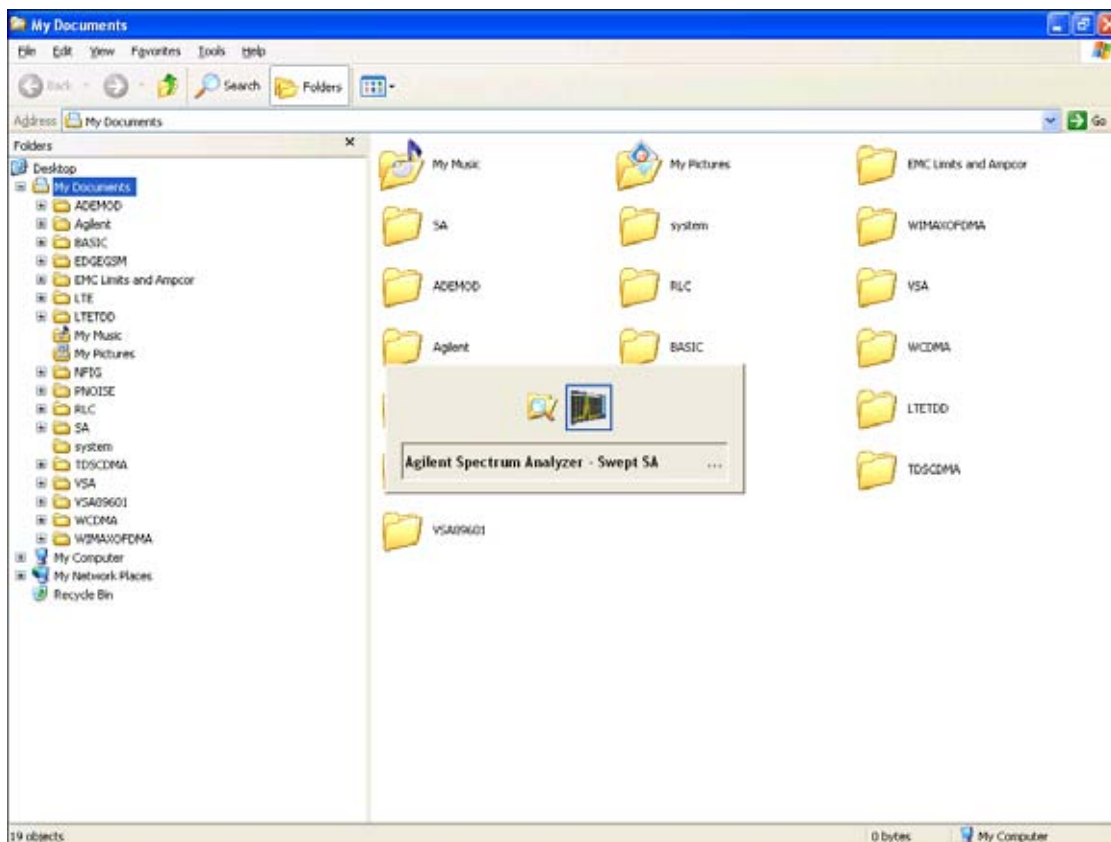 My Documents
File Edit View Favorites Tools Help
Back Search Folders
Address My Documents Go
Folders
Desktop
My Documents
ADEMOD
Agilent
BASIC
EDGEGSM
EMC Limits and Ampcor
LTE
LTETDD
My Music
My Pictures
NFIG
PNOISE
RLC
SA
system
TDSCDMA
VSA
VSA89601
WCDMA
WIMAXOFDMA
My Computer
My Network Places
Recycle Bin
My Music My Pictures EMC Limits and Ampcor
SA system WIMAXOFDMA
ADEMOD RLC VSA
Agilent BASIC WCDMA
LTETDD
TDSCDMA
VSA89601
Agilent Spectrum Analyzer - Swept SA ...
19 objects 0 bytes My Computer